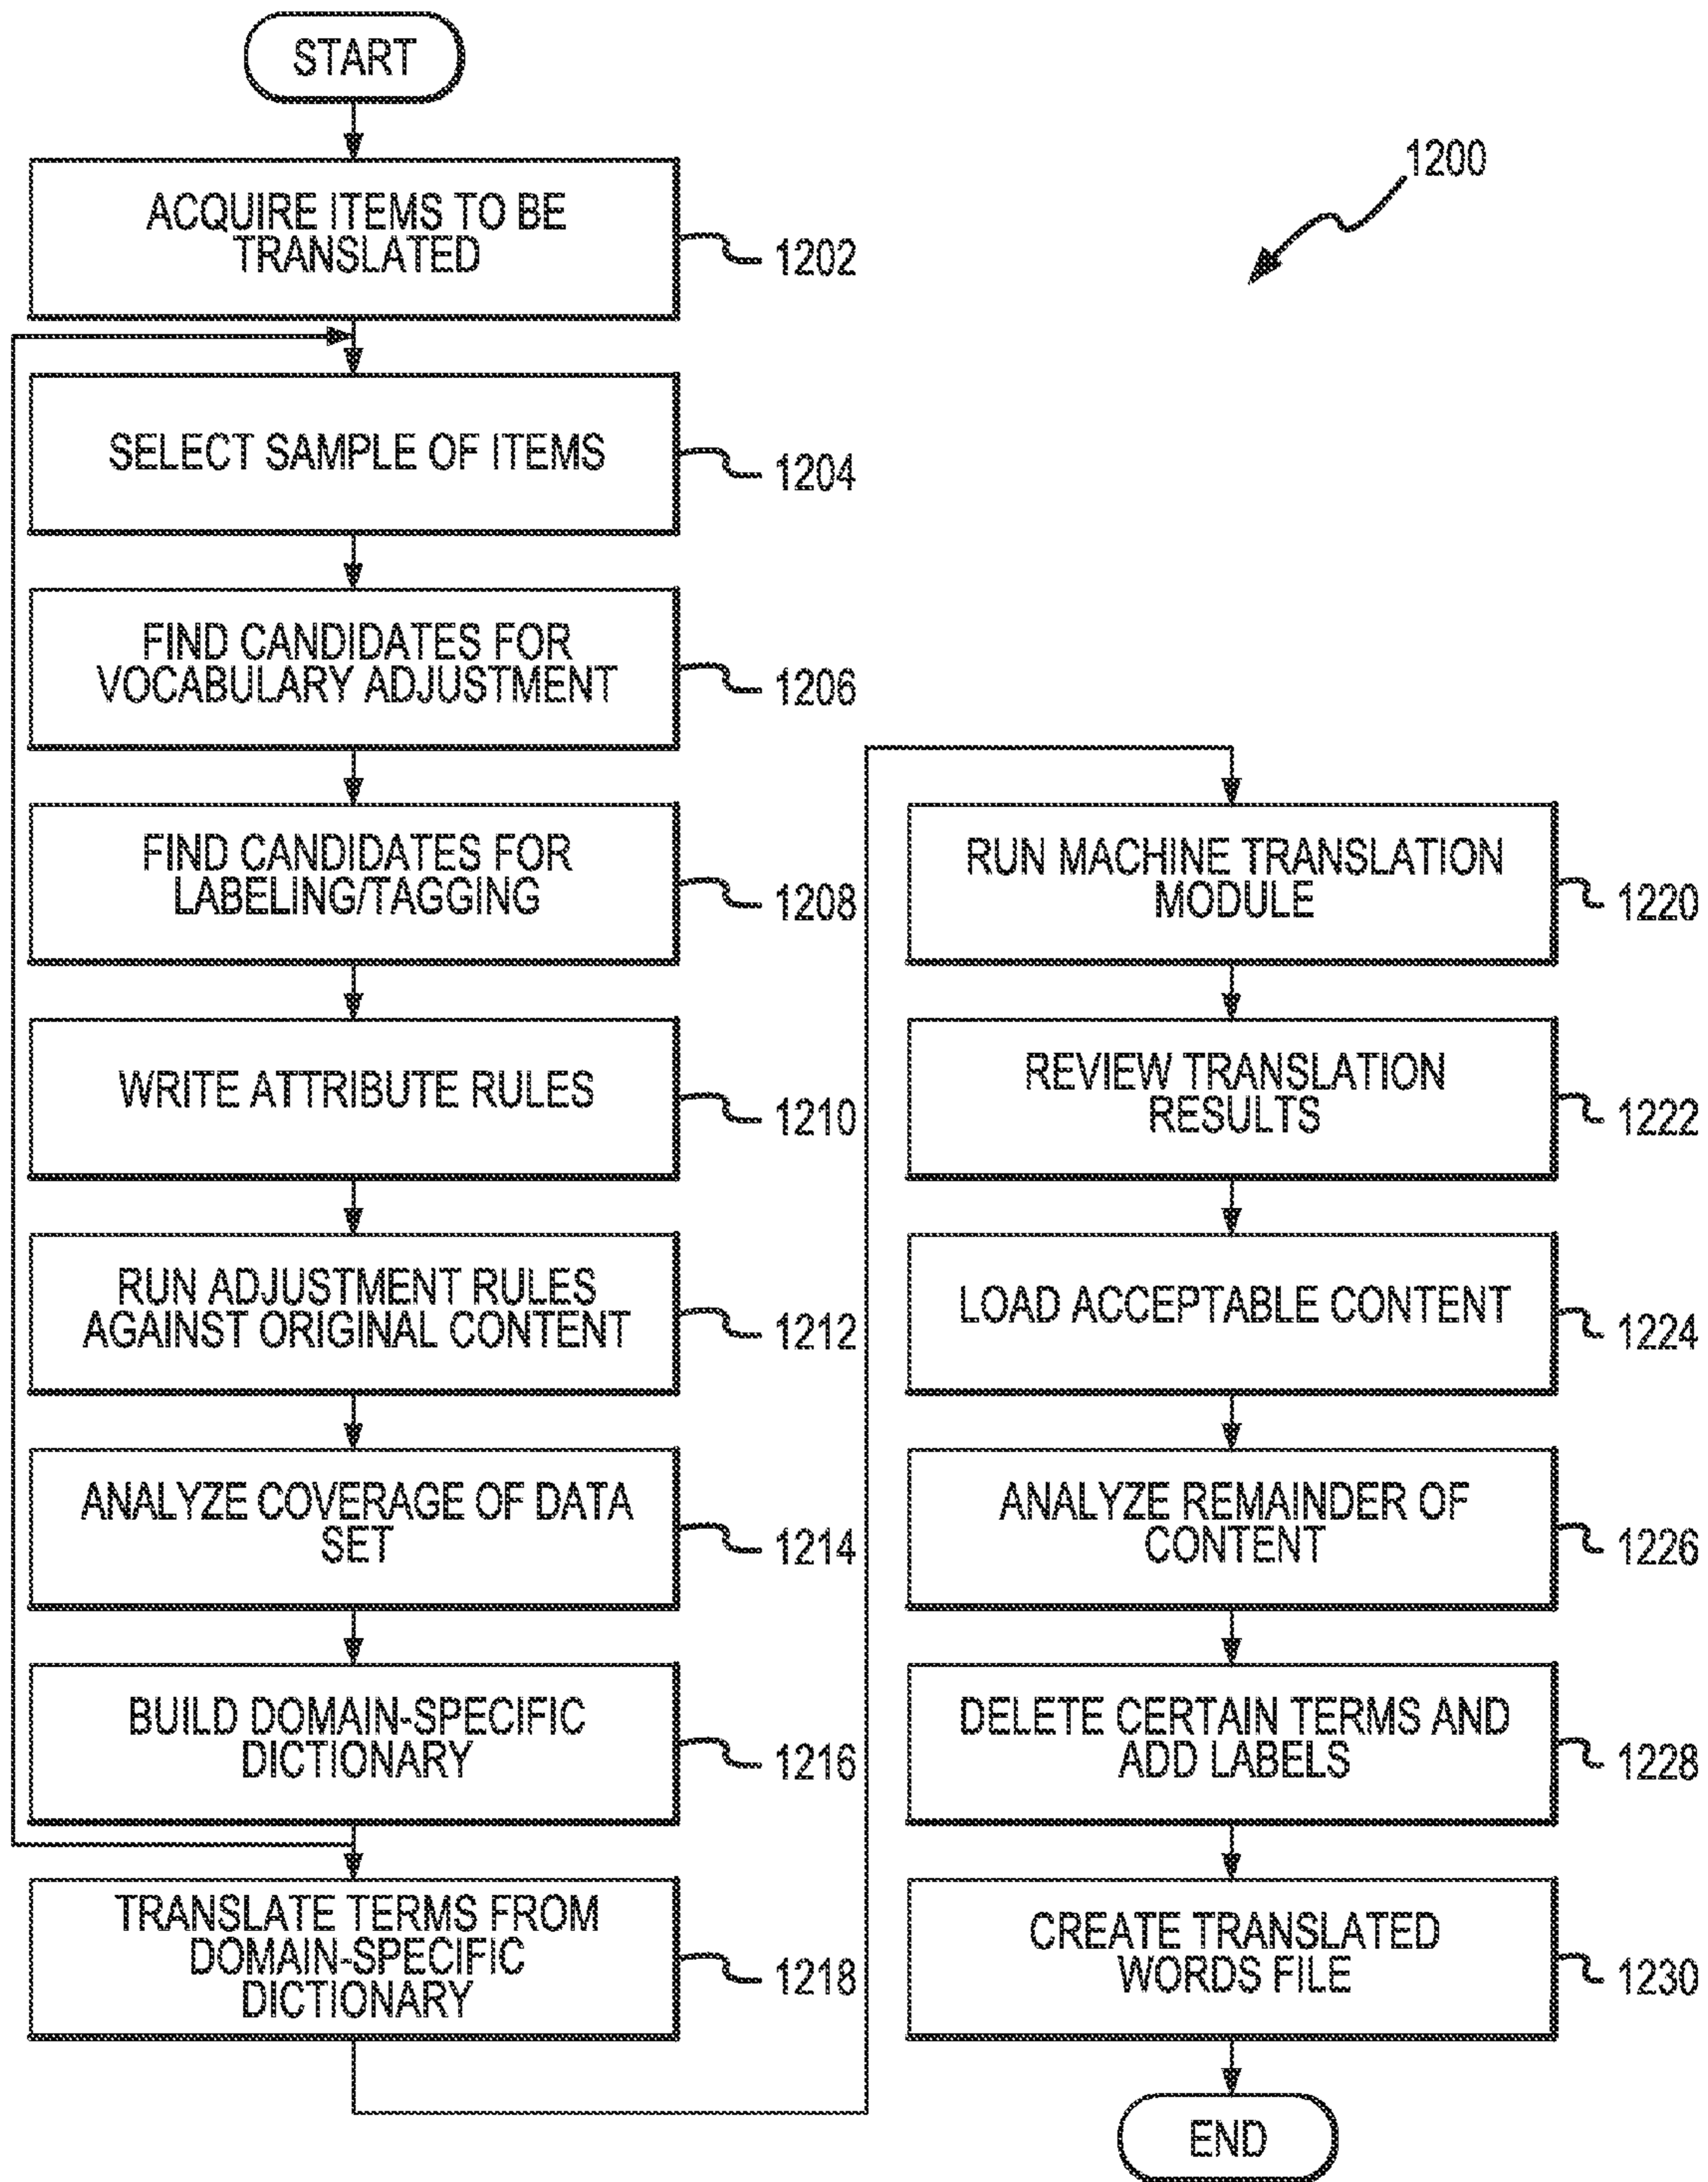 START
ACQUIRE ITEMS TO BE
TRANSLATED
1202
SELECT SAMPLE OF ITEMS
1204
FIND CANDIDATES FOR
VOCABULARY ADJUSTMENT
1206
FIND CANDIDATES FOR
LABELING/TAGGING
1208
WRITE ATTRIBUTE RULES
1210
RUN ADJUSTMENT RULES
AGAINST ORIGINAL CONTENT
1212
ANALYZE COVERAGE OF DATA
SET
1214
BUILD DOMAIN-SPECIFIC
DICTIONARY
1216
TRANSLATE TERMS FROM
DOMAIN-SPECIFIC
DICTIONARY
1218
1200
RUN MACHINE TRANSLATION
MODULE
1220
REVIEW TRANSLATION
RESULTS
1222
LOAD ACCEPTABLE CONTENT
1224
ANALYZE REMAINDER OF
CONTENT
1226
DELETE CERTAIN TERMS AND
ADD LABELS
1228
CREATE TRANSLATED
WORDS FILE
1230
END